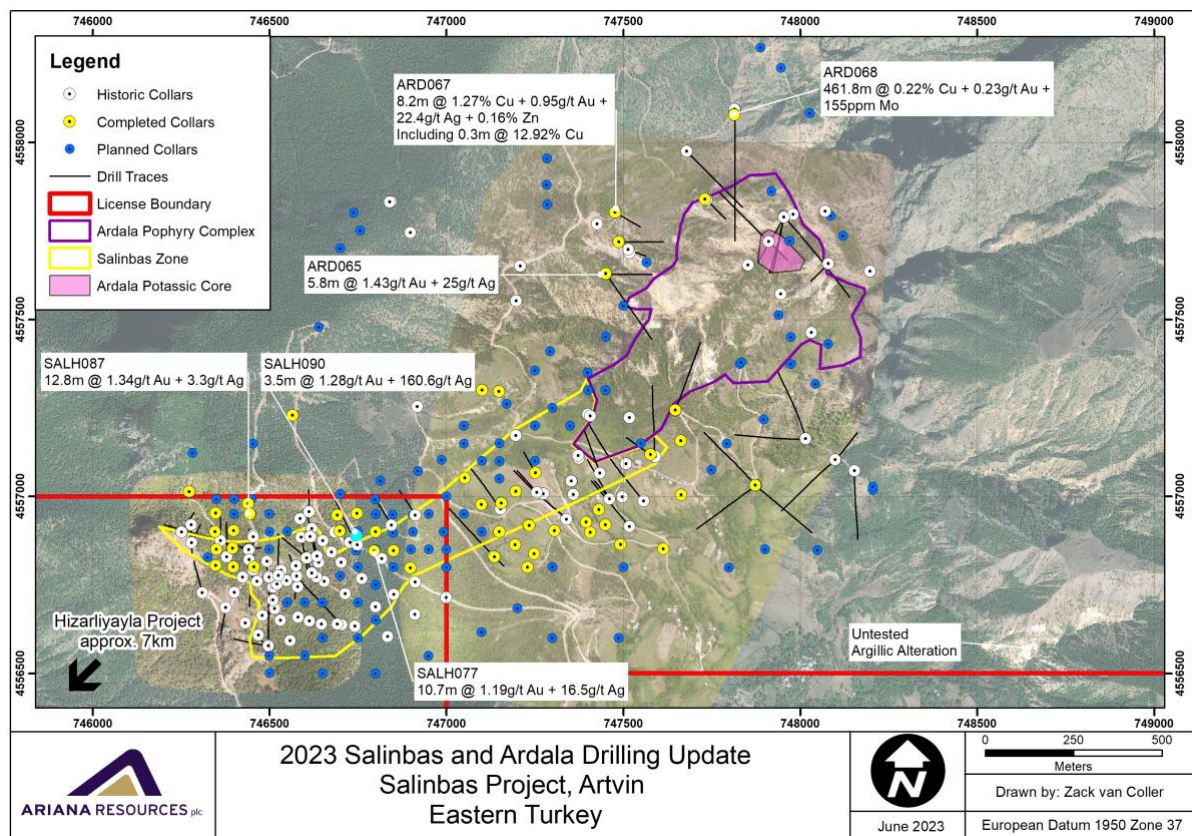 746000 746500 747000 747500 748000 748500 749000
Legend
Historic Collars
Completed Collars
Planned Collars
Drill Traces
License Boundary
Ardala Pophyry Complex
Salinbas Zone
Ardala Potassic Core
ARD067
8.2m @ 1.27% Cu + 0.95g/t Au +
22.4g/t Ag + 0.16% Zn
Including 0.3m @ 12.92% Cu
ARD068
461.8m @ 0.22% Cu + 0.23g/t Au +
155ppm Mo
4558000
4558000
ARD065
5.8m @ 1.43g/t Au + 25g/t Ag
4557500
4557500
SALH087
12.8m @ 1.34g/t Au + 3.3g/t Ag
SALH090
3.5m @ 1.28g/t Au + 160.6g/t Ag
4557000
4557000
Hizarliyayla Project
approx. 7km
SALH077
10.7m @ 1.19g/t Au + 16.5g/t Ag
Untested
Argillic Alteration
4556500
4556500
746000 746500 747000 747500 748000 748500 749000
ARIANA RESOURCES plc
2023 Salinbas and Ardala Drilling Update
Salinbas Project, Artvin
Eastern Turkey
N
June 2023
0 250 500
Meters
Drawn by: Zack van Coller
European Datum 1950 Zone 37